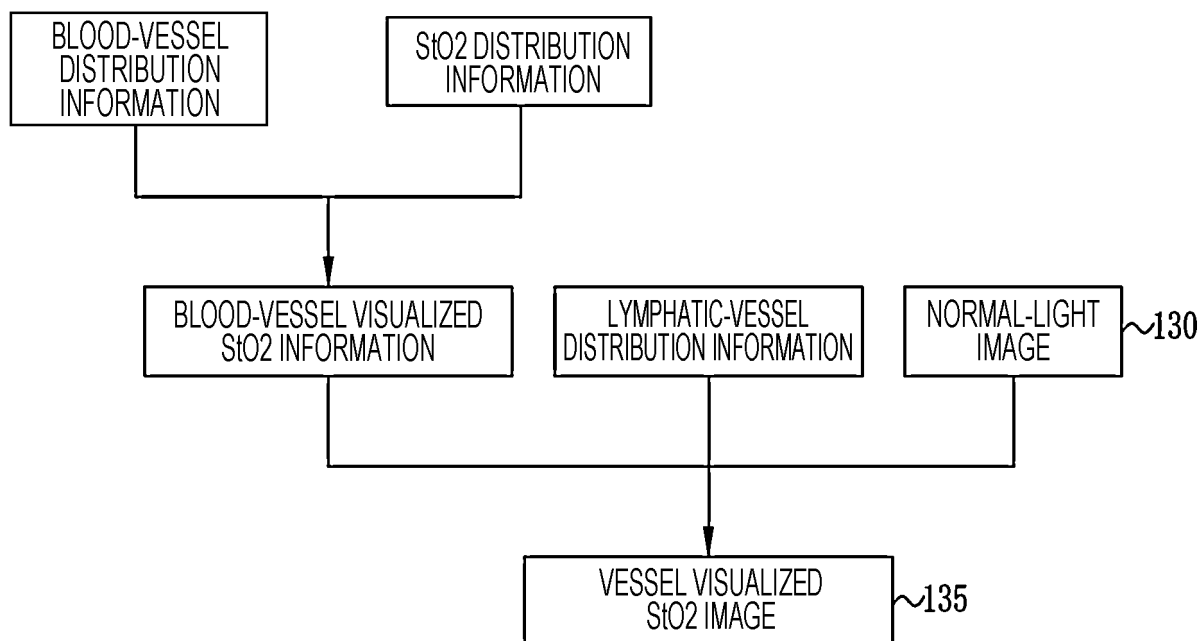 BLOOD-VESSEL
DISTRIBUTION
INFORMATION
StO2 DISTRIBUTION
INFORMATION
BLOOD-VESSEL VISUALIZED
StO2 INFORMATION
LYMPHATIC-VESSEL
DISTRIBUTION INFORMATION
NORMAL-LIGHT
IMAGE
130
VESSEL VISUALIZED
StO2 IMAGE
135